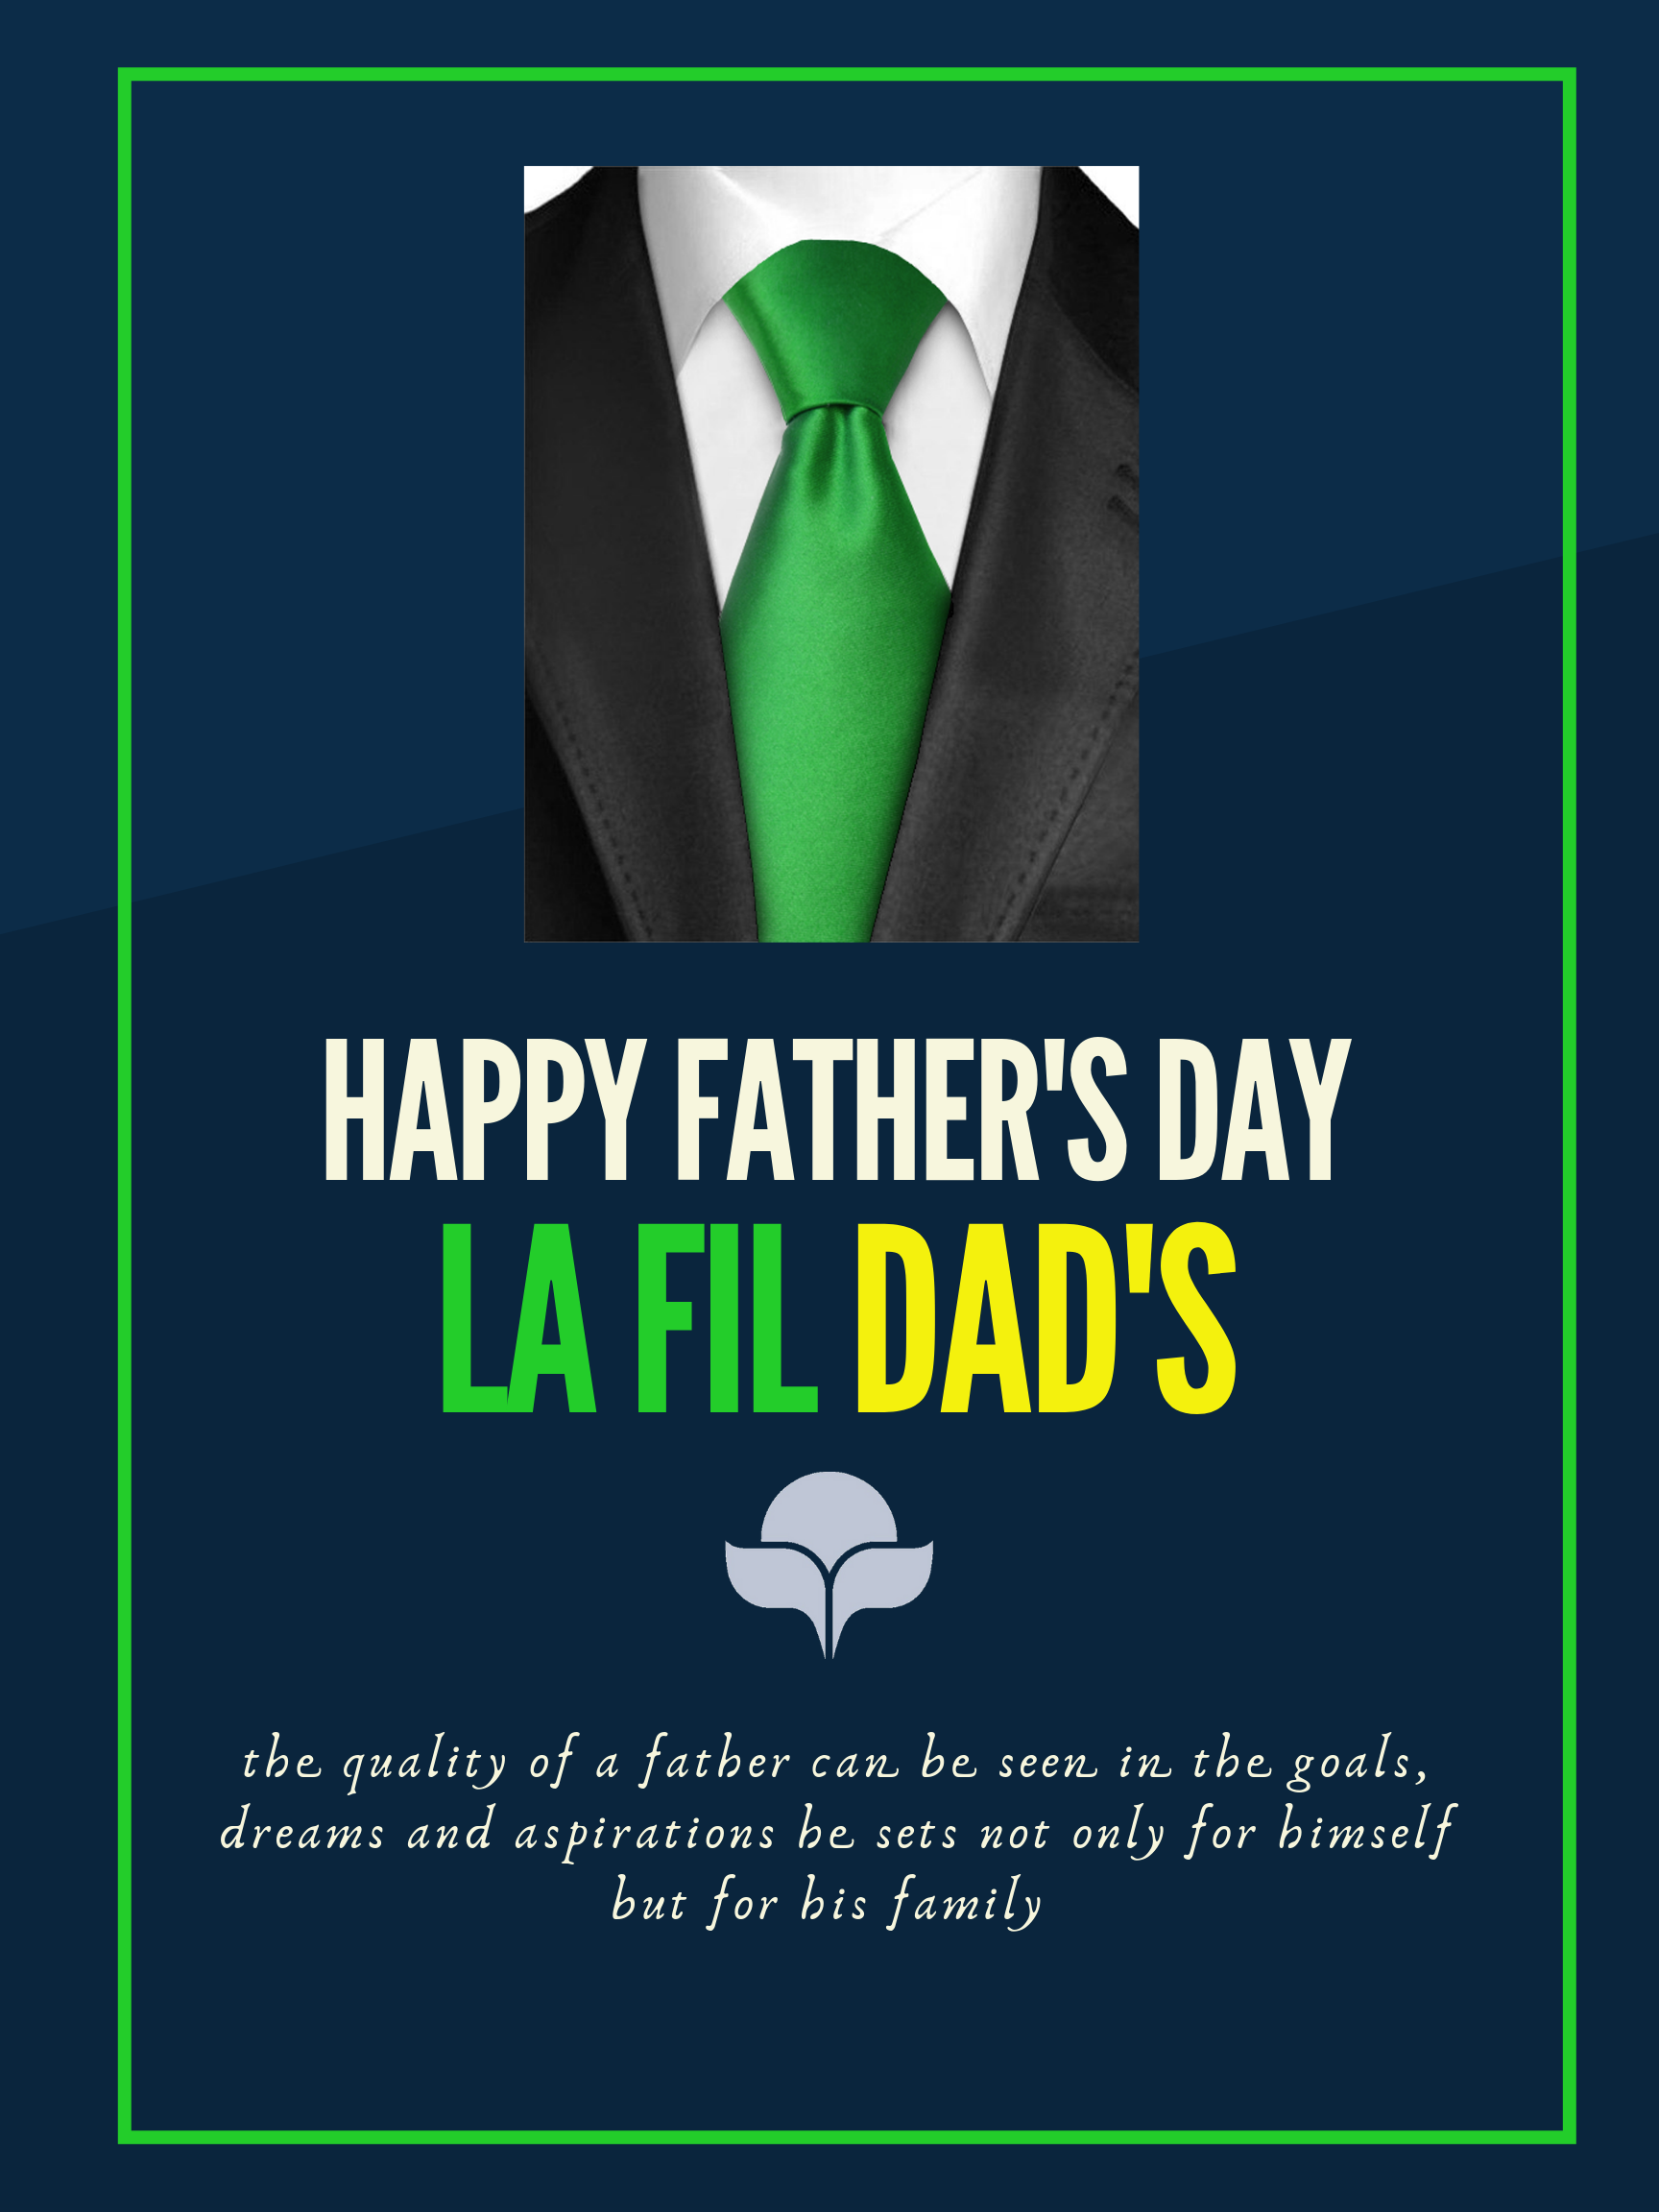 HAPPY FATHER'S DAY
LA FIL DAD'S
the quality of a father can be seen in the goals,
dreams and aspirations he sets not only for himself
but for his family